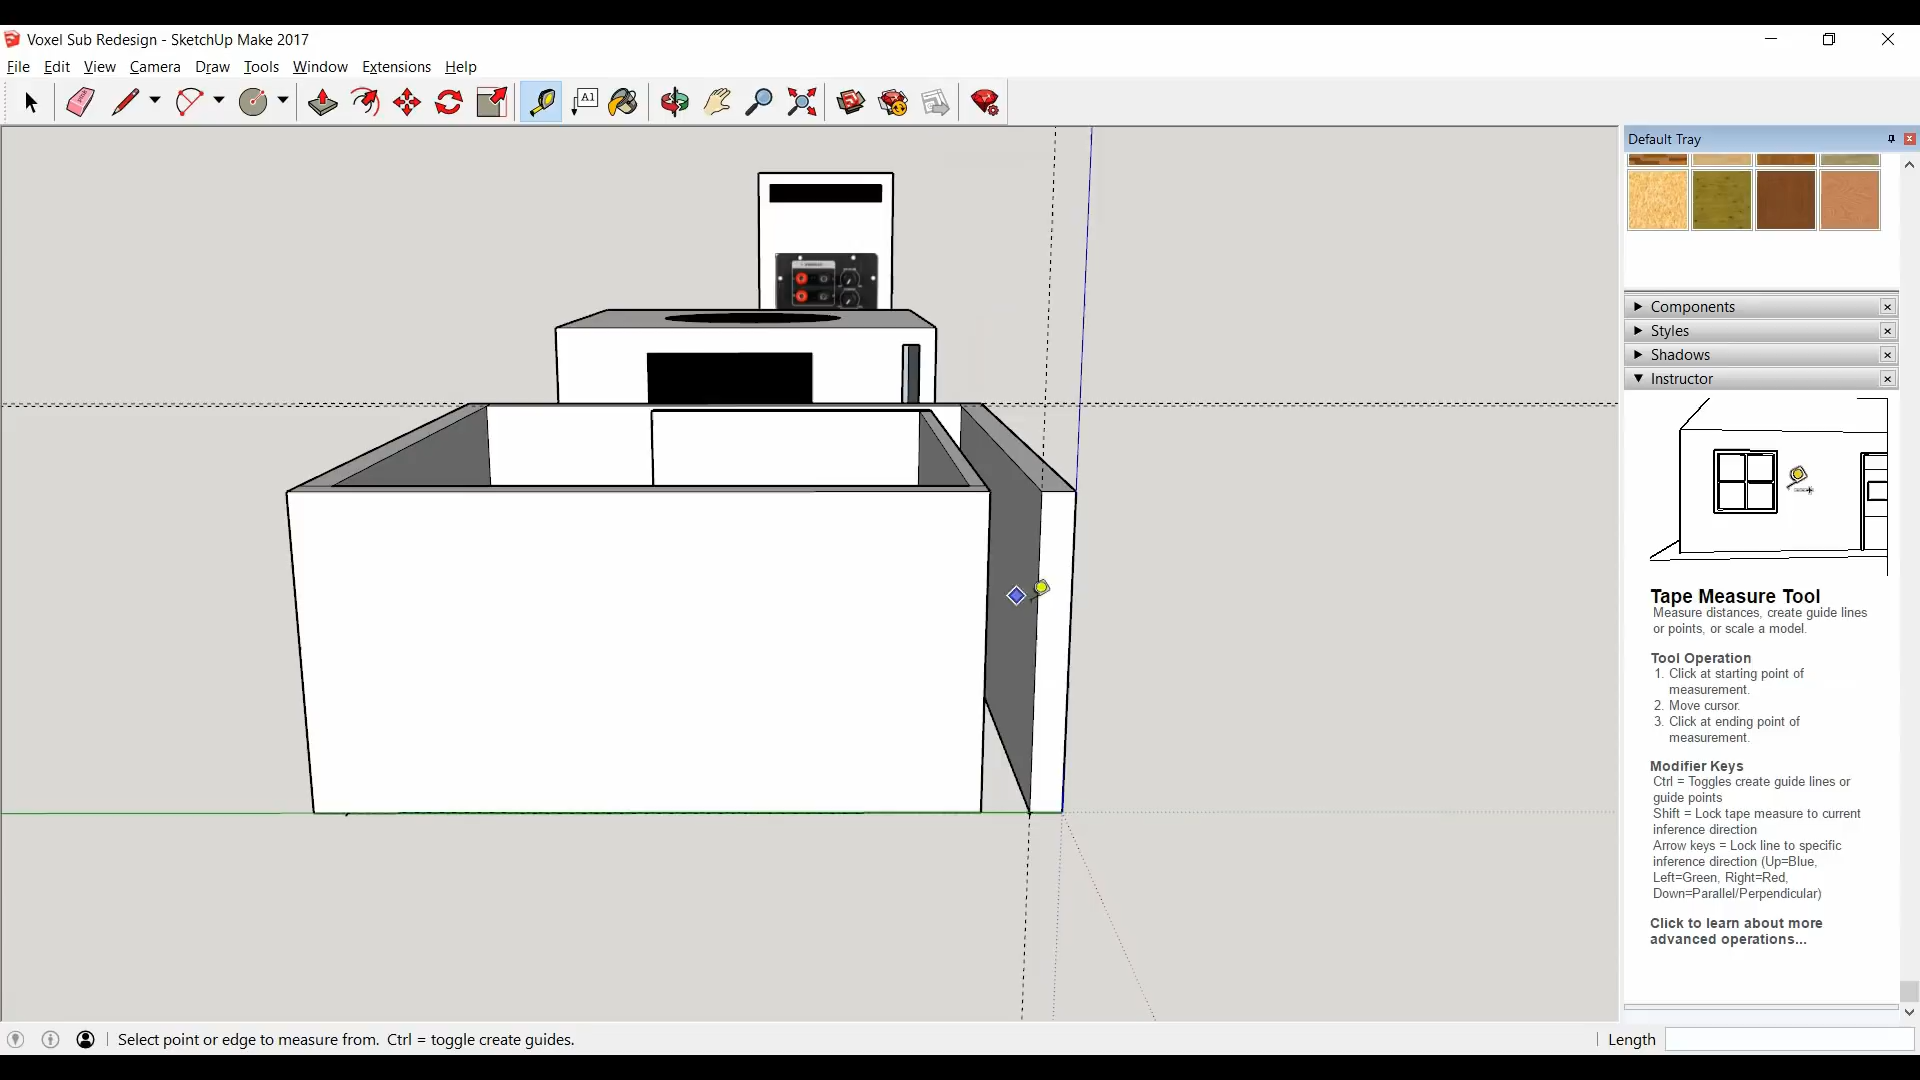 Voxel Sub Redesign - SketchUp Make 2017
File Edit View Camera Draw Tools Window Extensions Help
A1
Default Tray
Components
Styles
Shadows
Instructor
Tape Measure Tool
Measure distances, create guide lines
or points, or scale a model.
Tool Operation
1. Click at starting point of
measurement.
2. Move cursor.
3. Click at ending point of
measurement.
Modifier Keys
Ctrl = Toggles create guide lines or
guide points
Shift = Lock tape measure to current
inference direction
Arrow keys = Lock line to specific
inference direction (Up=Blue,
Left=Green, Right=Red,
Down=Parallel/Perpendicular)
Click to learn about more
advanced operations...
Select point or edge to measure from. Ctrl = toggle create guides.
Length